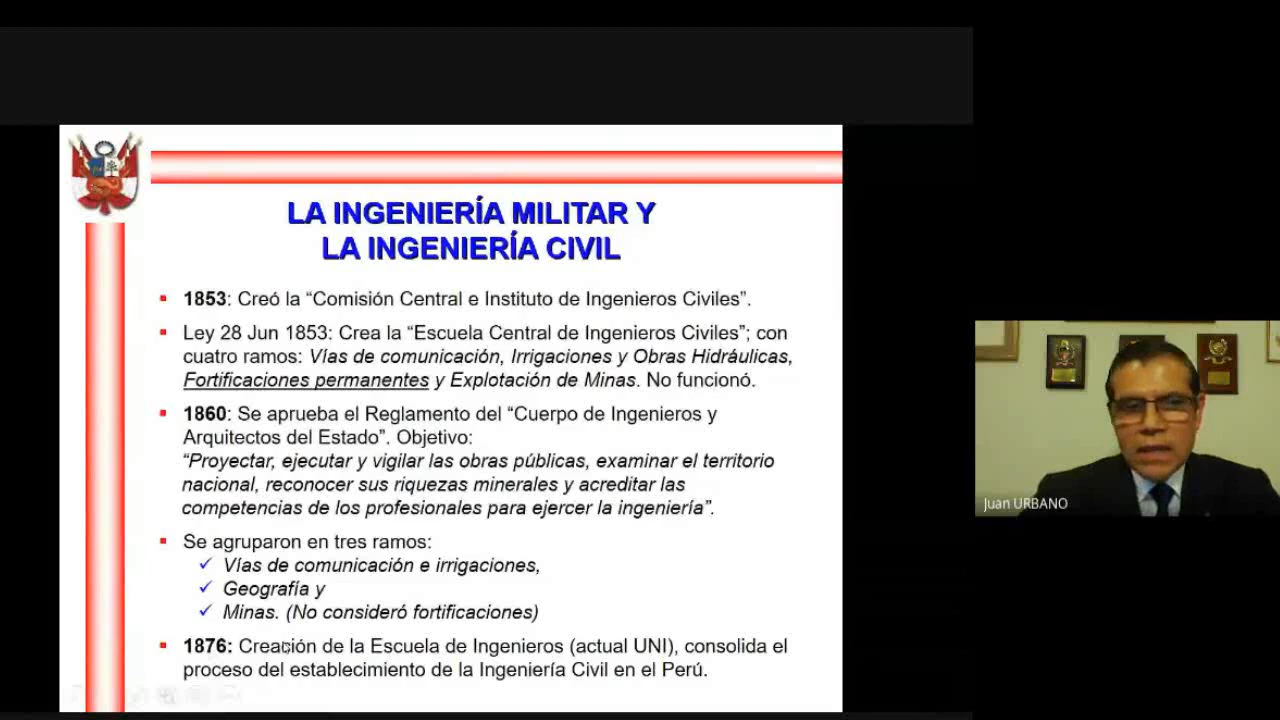 LA INGENIERÍA MILITAR Y
LA INGENIERÍA CIVIL
1853: Creó la “Comisión Central e Instituto de Ingenieros Civiles”.
Ley 28 Jun 1853: Crea la “Escuela Central de Ingenieros Civiles”; con
cuatro ramos: Vías de comunicación, Irrigaciones y Obras Hidráulicas,
Fortificaciones permanentes y Explotación de Minas. No funcionó.
1860: Se aprueba el Reglamento del “Cuerpo de Ingenieros y
Arquitectos del Estado”. Objetivo:
“Proyectar, ejecutar y vigilar las obras públicas, examinar el territorio
nacional, reconocer sus riquezas minerales y acreditar las
competencias de los profesionales para ejercer la ingeniería”.
Se agruparon en tres ramos:
Vías de comunicación e irrigaciones,
Geografía y
Minas. (No consideró fortificaciones)
1876: Creación de la Escuela de Ingenieros (actual UNI), consolida el
proceso del establecimiento de la Ingeniería Civil en el Perú.
Juan URBANO